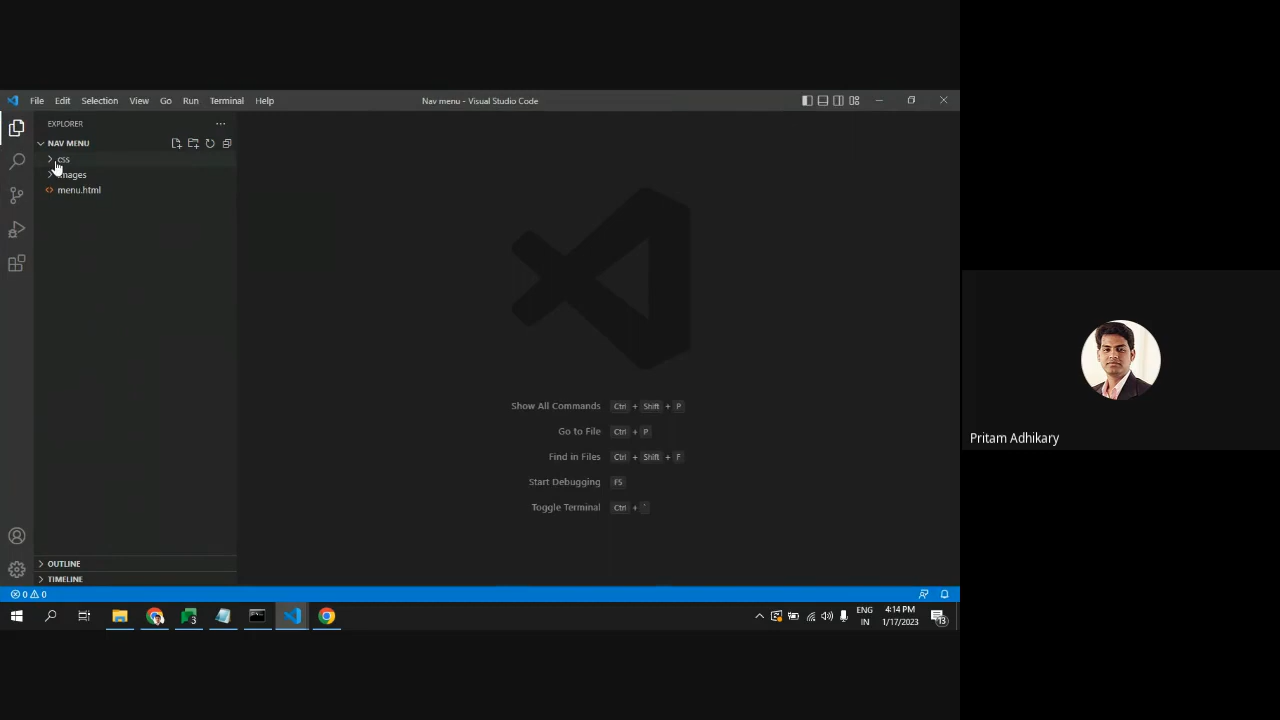 File Edit Selection View Go Run Terminal Help
Nav menu - Visual Studio Code
EXPLORER
NAV MENU
css
images
menu.html
Show All Commands Ctrl + Shift + P
Go to File Ctrl + P
Find in Files Ctrl + Shift + F
Start Debugging F5
Toggle Terminal Ctrl + `
Pritam Adhikary
OUTLINE
TIMELINE
0 0
3
ENG
IN
4:14 PM
1/17/2023
13